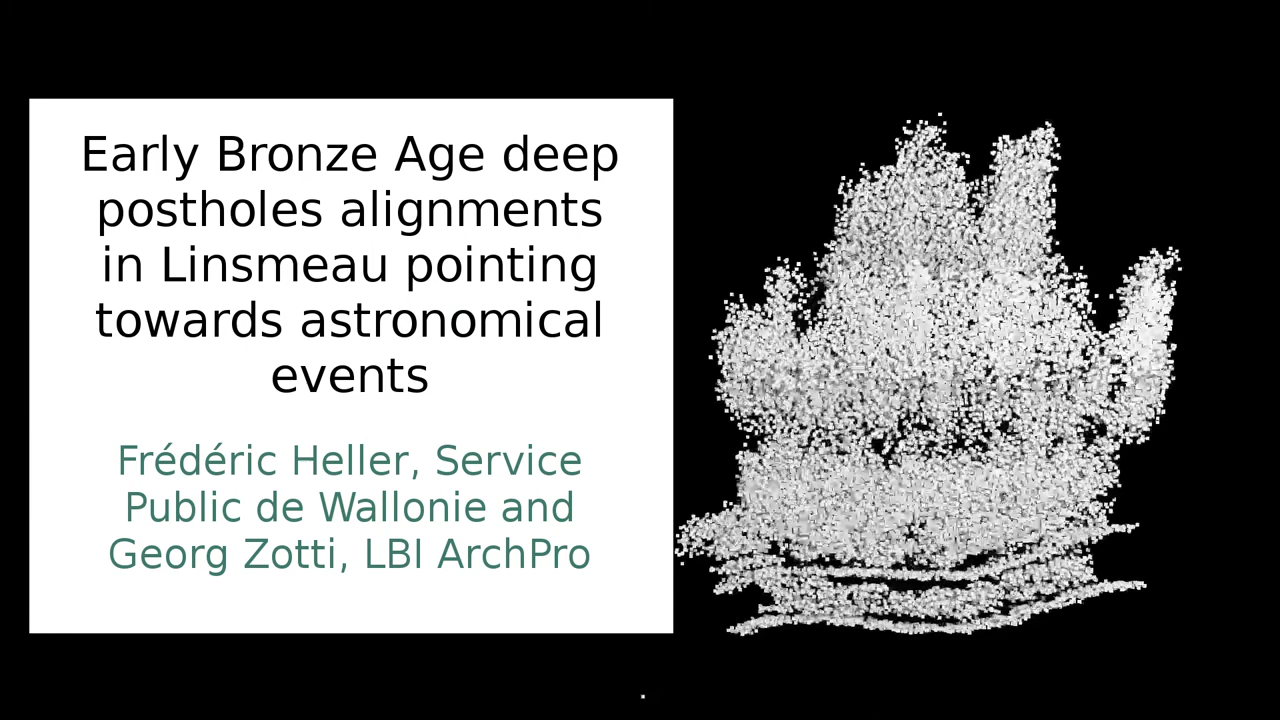 Early Bronze Age deep
postholes alignments
in Linsmeau pointing
towards astronomical
events
Frédéric Heller, Service
Public de Wallonie and
Georg Zotti, LBI ArchPro